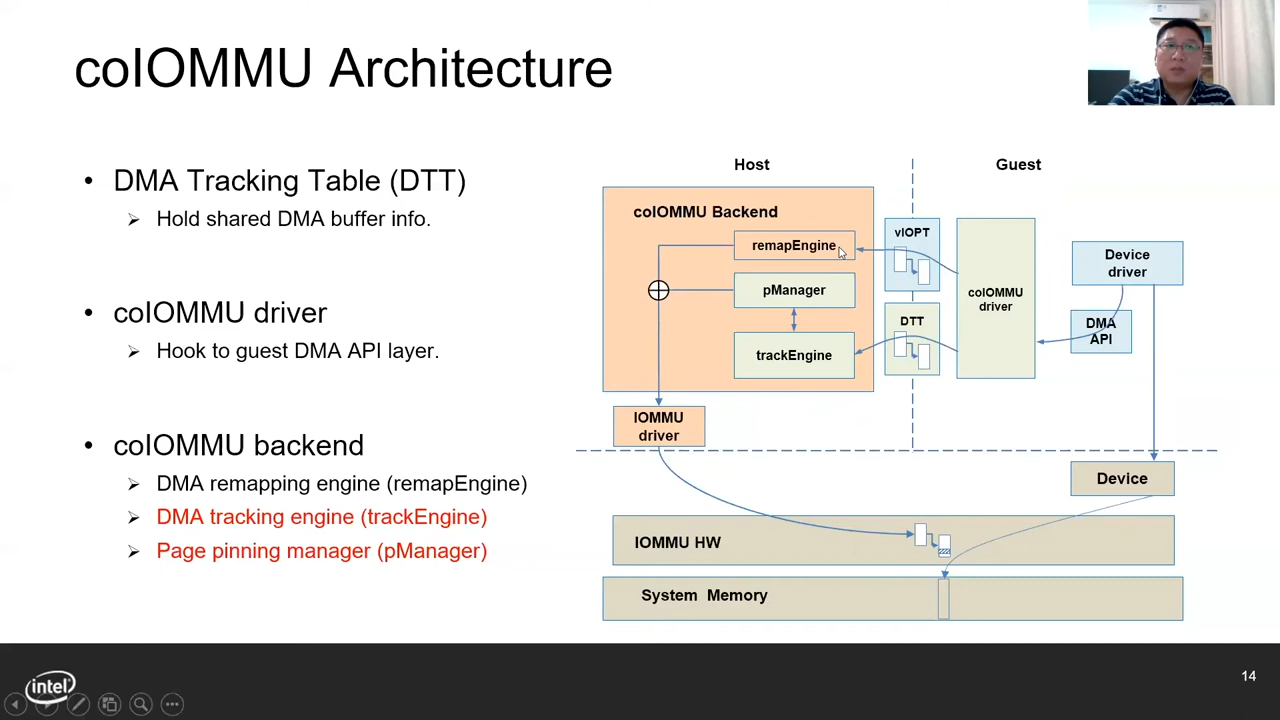 coIOMMU Architecture
• DMA Tracking Table (DTT)
➢ Hold shared DMA buffer info.
• coIOMMU driver
➢ Hook to guest DMA API layer.
• coIOMMU backend
➢ DMA remapping engine (remapEngine)
➢ DMA tracking engine (trackEngine)
➢ Page pinning manager (pManager)
Host
Guest
coIOMMU Backend
remapEngine
pManager
trackEngine
IOMMU
driver
vIOPT
DTT
coIOMMU
driver
Device
driver
DMA
API
Device
IOMMU HW
System Memory
intel
14